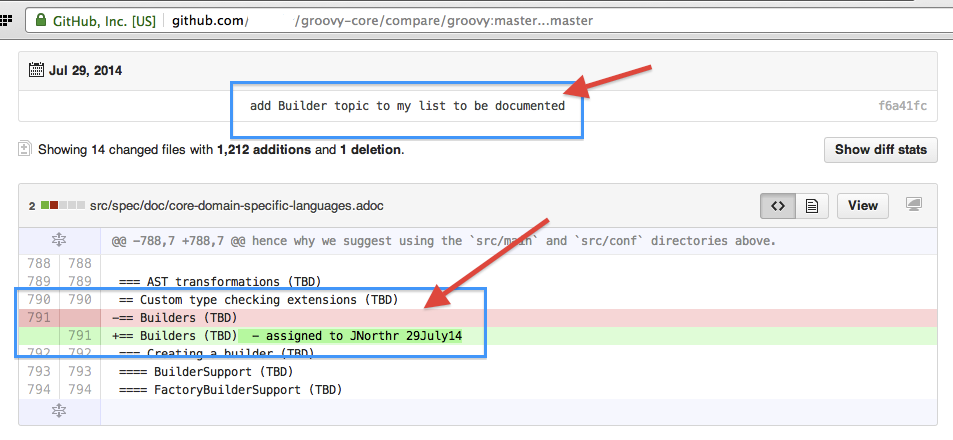 GitHub, Inc. [US] github.com/ /groovy-core/compare/groovy:master...master
Jul 29, 2014
add Builder topic to my list to be documented f6a41fc
Showing 14 changed files with 1,212 additions and 1 deletion. Show diff stats
2 src/spec/doc/core-domain-specific-languages.adoc <> View
@@ -788,7 +788,7 @@ hence why we suggest using the `src/main` and `src/conf` directories above.
788 788
789 789 === AST transformations (TBD)
790 790 == Custom type checking extensions (TBD)
791 -== Builders (TBD)
791 +== Builders (TBD) - assigned to JNorthr 29July14
792 792 === Creating a builder (TBD)
793 793 ==== BuilderSupport (TBD)
794 794 ==== FactoryBuilderSupport (TBD)